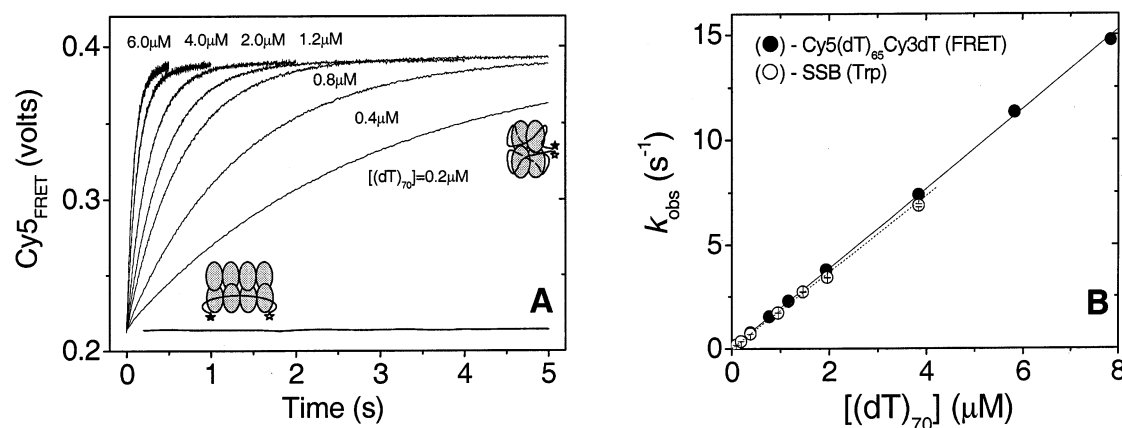 0.4
0.3
0.2
Cy5FRET (volts)
6.0μM 4.0μM 2.0μM 1.2μM
0.8μM
0.4μM
[(dT)70]=0.2μM
A
0 1 2 3 4 5
Time (s)
15
10
5
0
kobs (s-1)
(●) - Cy5(dT)65Cy3dT (FRET)
(○) - SSB (Trp)
B
0 2 4 6 8
[(dT)70] (μM)